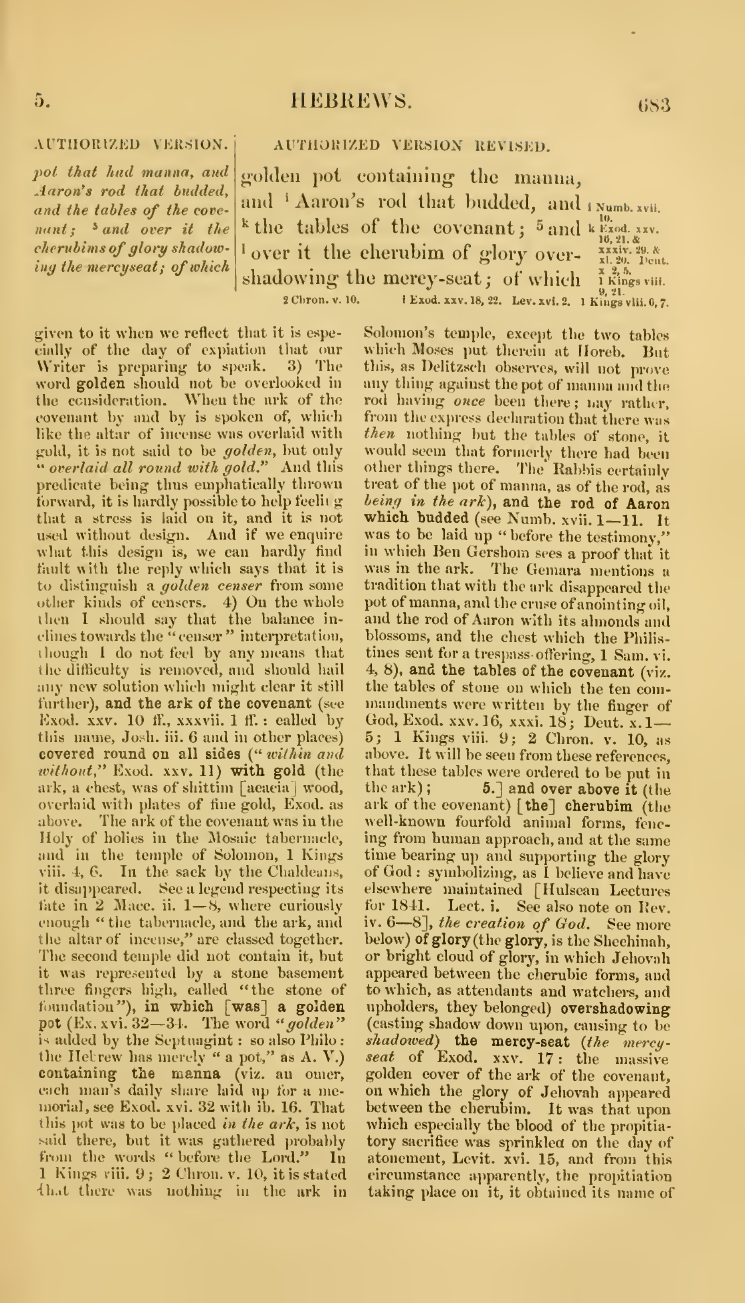 5.
HEBREWS.
683
AUTHORIZED VERSION.
pot that had manna, and
Aaron's rod that budded,
and the tables of the cove-
nant; 5 and over it the
cherubims of glory shadow-
ing the mercyseat; of which
AUTHORIZED VERSION REVISED.
golden pot containing the manna,
and i Aaron's rod that budded, and
k the tables of the covenant; 5 and
l over it the cherubim of glory over-
shadowing the mercy-seat; of which
i Numb. xvii.
10.
k Exod. xxv.
16, 21. &
xxxiv. 29. &
xl. 20. Deut.
x 2, 5.
1 Kings viii.
9, 21.
2 Chron. v. 10.
l Exod. xxv. 18, 22. Lev. xvi. 2. 1 Kings viii. 6, 7.
given to it when we reflect that it is espe-
cially of the day of expiation that our
Writer is preparing to speak. 3) The
word golden should not be overlooked in
the consideration. When the ark of the
covenant by and by is spoken of, which
like the altar of incense was overlaid with
gold, it is not said to be golden, but only
"overlaid all round with gold." And this
predicate being thus emphatically thrown
forward, it is hardly possible to help feeling
that a stress is laid on it, and it is not
used without design. And if we enquire
what this design is, we can hardly find
fault with the reply which says that it is
to distinguish a golden censer from some
other kinds of censers. 4) On the whole
then I should say that the balance in-
clines towards the "censer" interpretation,
though I do not feel by any means that
the difficulty is removed, and should hail
any new solution which might clear it still
further), and the ark of the covenant (see
Exod. xxv. 10 ff., xxxvii. 1 ff.: called by
this name, Josh. iii. 6 and in other places)
covered round on all sides ("within and
without," Exod. xxv. 11) with gold (the
ark, a chest, was of shittim [acacia] wood,
overlaid with plates of fine gold, Exod. as
above. The ark of the covenant was in the
Holy of holies in the Mosaic tabernacle,
and in the temple of Solomon, 1 Kings
viii. 4, 6. In the sack by the Chaldeans,
it disappeared. See a legend respecting its
fate in 2 Macc. ii. 1—8, where curiously
enough "the tabernacle, and the ark, and
the altar of incense," are classed together.
The second temple did not contain it, but
it was represented by a stone basement
three fingers high, called "the stone of
foundation"), in which [was] a golden
pot (Ex. xvi. 32—34. The word "golden"
is added by the Septuagint: so also Philo:
the Hebrew has merely "a pot," as A. V.)
containing the manna (viz. an omer,
each man's daily share laid up for a me-
morial, see Exod. xvi. 32 with ib. 16. That
this pot was to be placed in the ark, is not
said there, but it was gathered probably
from the words "before the Lord." In
1 Kings viii. 9; 2 Chron. v. 10, it is stated
that there was nothing in the ark in
Solomon's temple, except the two tables
which Moses put therein at Horeb. But
this, as Delitzsch observes, will not prove
any thing against the pot of manna and the
rod having once been there; nay rather,
from the express declaration that there was
then nothing but the tables of stone, it
would seem that formerly there had been
other things there. The Rabbis certainly
treat of the pot of manna, as of the rod, as
being in the ark), and the rod of Aaron
which budded (see Numb. xvii. 1—11. It
was to be laid up "before the testimony,"
in which Ben Gershom sees a proof that it
was in the ark. The Gemara mentions a
tradition that with the ark disappeared the
pot of manna, and the cruse of anointing oil,
and the rod of Aaron with its almonds and
blossoms, and the chest which the Philis-
tines sent for a trespass-offering, 1 Sam. vi.
4, 8), and the tables of the covenant (viz.
the tables of stone on which the ten com-
mandments were written by the finger of
God, Exod. xxv. 16, xxxi. 18; Deut. x. 1—
5; 1 Kings viii. 9; 2 Chron. v. 10, as
above. It will be seen from these references,
that these tables were ordered to be put in
the ark); 5.] and over above it (the
ark of the covenant) [the] cherubim (the
well-known fourfold animal forms, fenc-
ing from human approach, and at the same
time bearing up and supporting the glory
of God: symbolizing, as I believe and have
elsewhere maintained [Hulsean Lectures
for 1841. Lect. i. See also note on Rev.
iv. 6—8], the creation of God. See more
below) of glory (the glory, is the Shechinah,
or bright cloud of glory, in which Jehovah
appeared between the cherubic forms, and
to which, as attendants and watchers, and
upholders, they belonged) overshadowing
(casting shadow down upon, causing to be
shadowed) the mercy-seat (the mercy-
seat of Exod. xxv. 17: the massive
golden cover of the ark of the covenant,
on which the glory of Jehovah appeared
between the cherubim. It was that upon
which especially the blood of the propitia-
tory sacrifice was sprinkled on the day of
atonement, Levit. xvi. 15, and from this
circumstance apparently, the propitiation
taking place on it, it obtained its name of